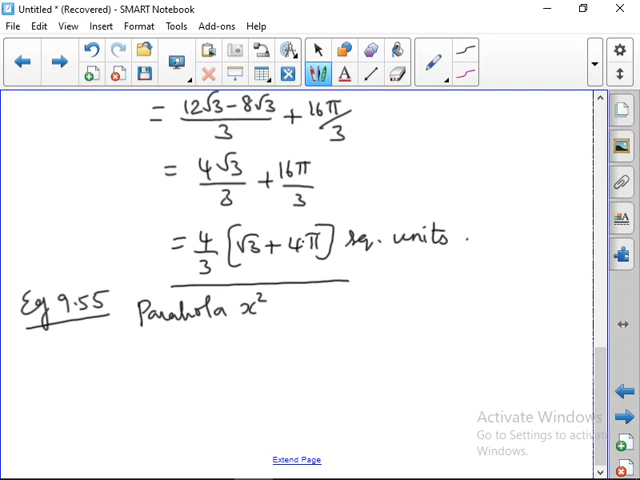 Untitled * (Recovered) - SMART Notebook
File Edit View Insert Format Tools Add-ons Help
= 12√3 - 8√3 / 3 + 16π / 3
= 4√3 / 3 + 16π / 3
= 4/3 [√3 + 4π] sq. units.
Eg 9.55 Parabola x²
Activate Windows
Go to Settings to activate
Windows.
Extend Page